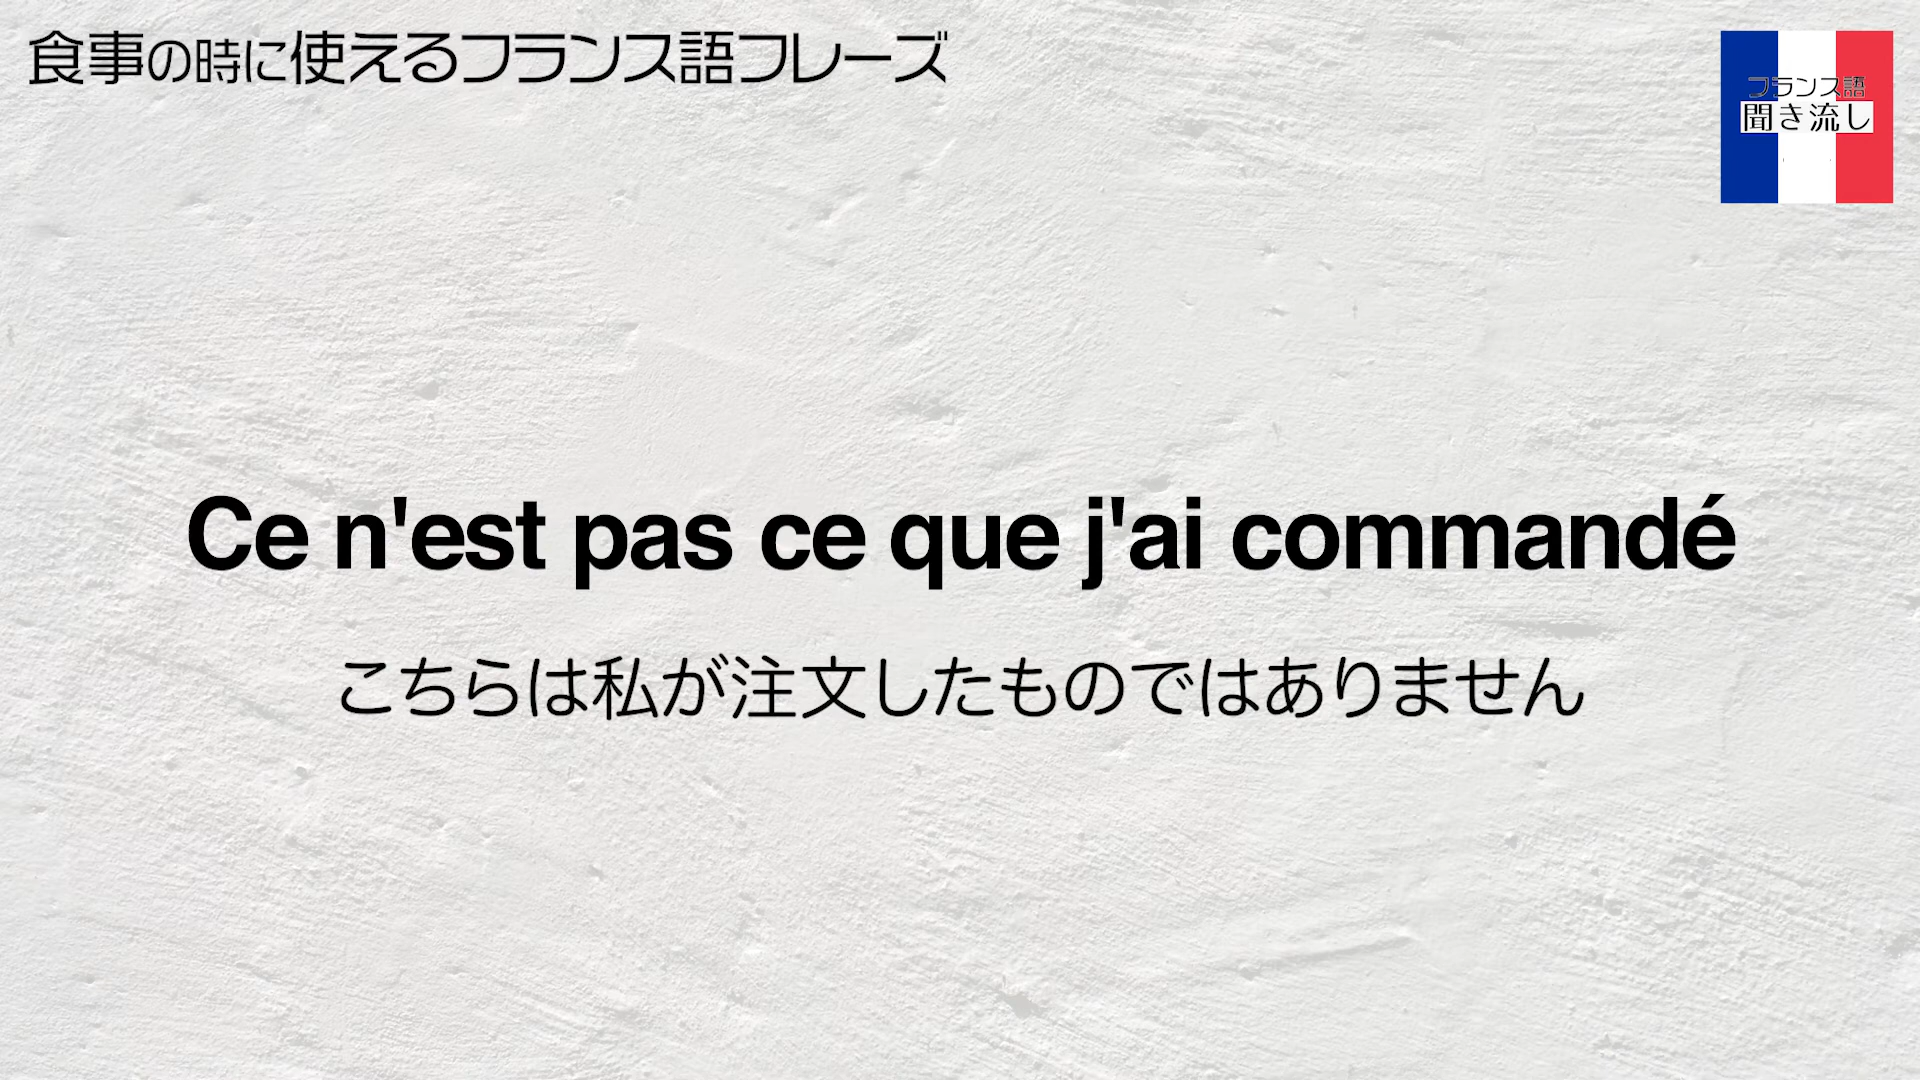 食事の時に使えるフランス語フレーズ
フランス語
聞き流し
Ce n'est pas ce que j'ai commandé
こちらは私が注文したものではありません